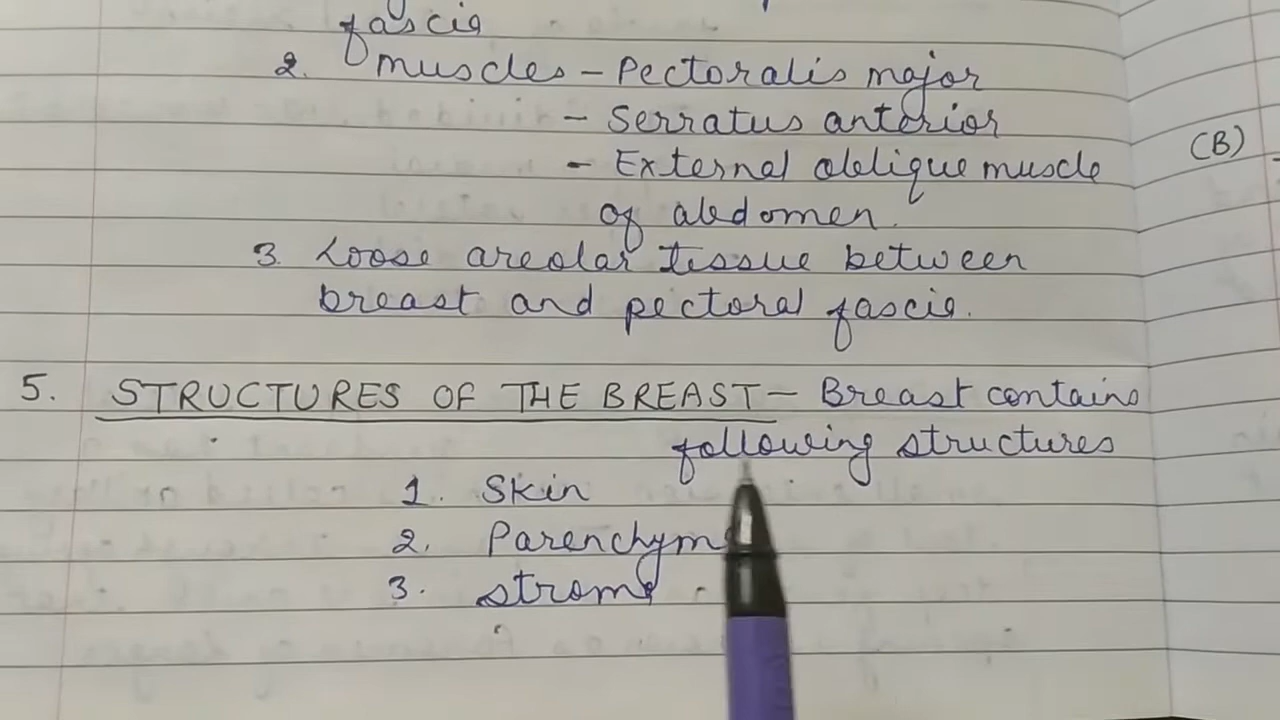 fascia
2. muscles - Pectoralis major
- Serratus anterior
- External oblique muscle
of abdomen.
3. Loose areolar tissue between
breast and pectoral fascia.
(B)
5. STRUCTURES OF THE BREAST - Breast contains
following structures
1. Skin
2. Parenchyma
3. stroma